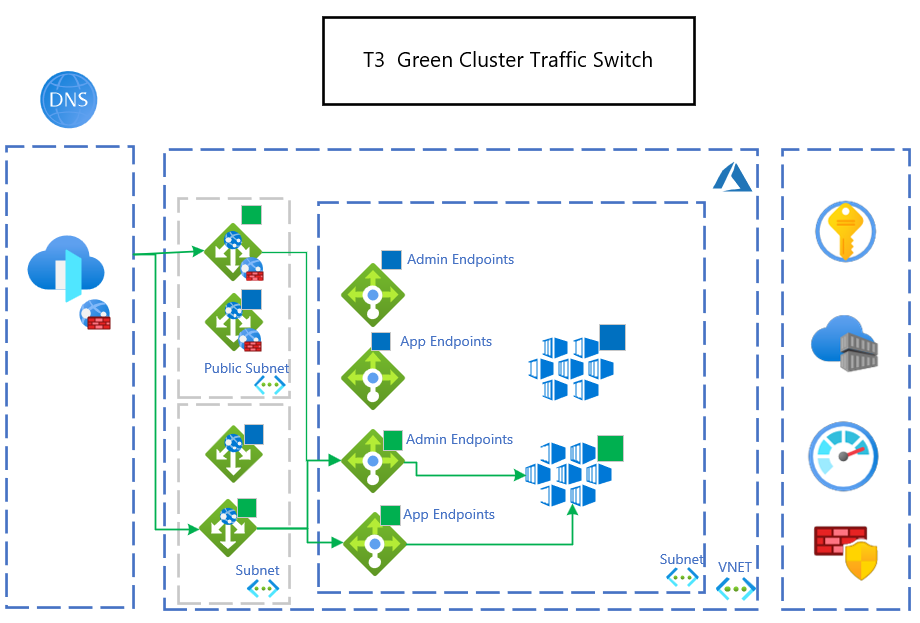 T3 Green Cluster Traffic Switch
DNS
Admin Endpoints
App Endpoints
Public Subnet
Admin Endpoints
App Endpoints
Subnet
Subnet
VNET